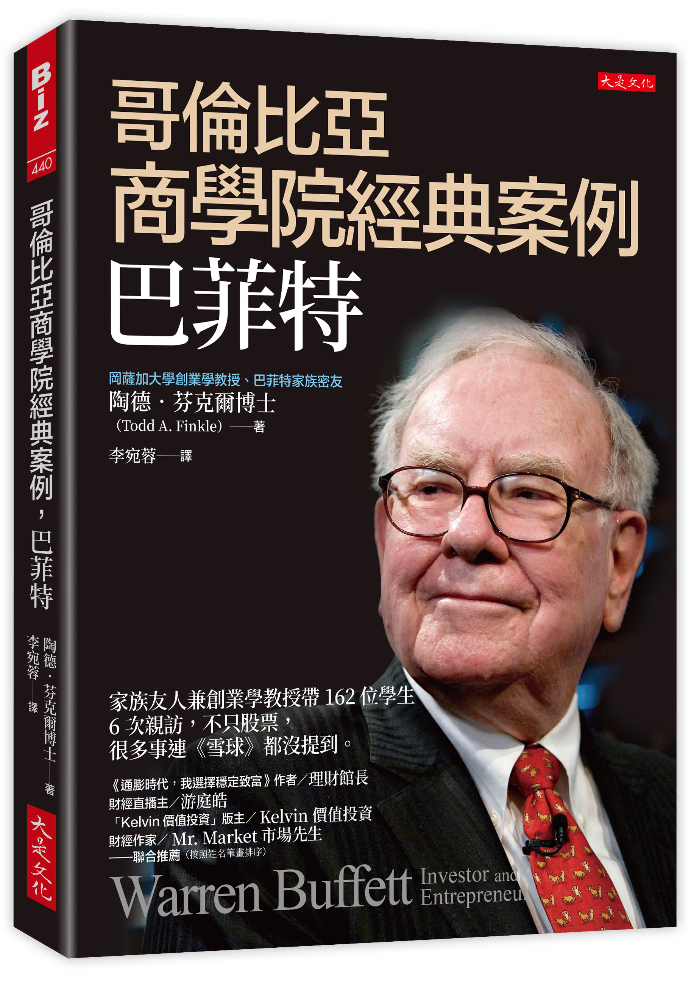 大是文化
哥倫比亞
商學院經典案例
巴菲特
岡薩加大學創業學教授、巴菲特家族密友
陶德．芬克爾博士
（Todd A. Finkle）——著
李宛蓉——譯
家族友人兼創業學教授帶 162 位學生
6 次親訪，不只股票，
很多事連《雪球》都沒提到。
《通膨時代，我選擇穩定致富》作者／理財館長
財經直播主／游庭皓
「Kelvin 價值投資」版主／Kelvin 價值投資
財經作家／Mr. Market 市場先生
——聯合推薦（按照姓名筆畫排序）
Warren Buffett
Investor and
Entrepreneur
Biz
440
哥倫比亞商學院經典案例，巴菲特
陶德．芬克爾博士——著
李宛蓉——譯
大是文化